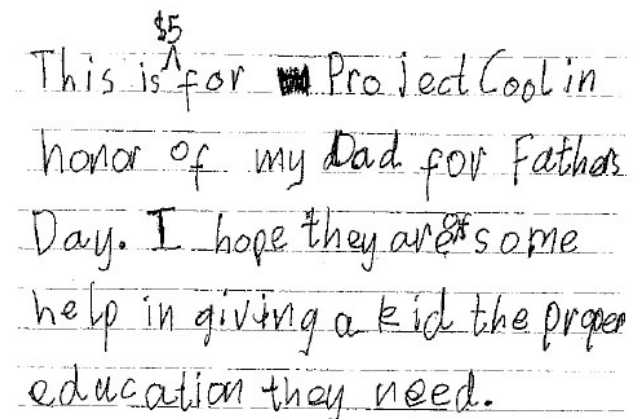 This is $5 for Project Cool in
honor of my Dad for Fathers
Day. I hope they are of some
help in giving a kid the proper
education they need.